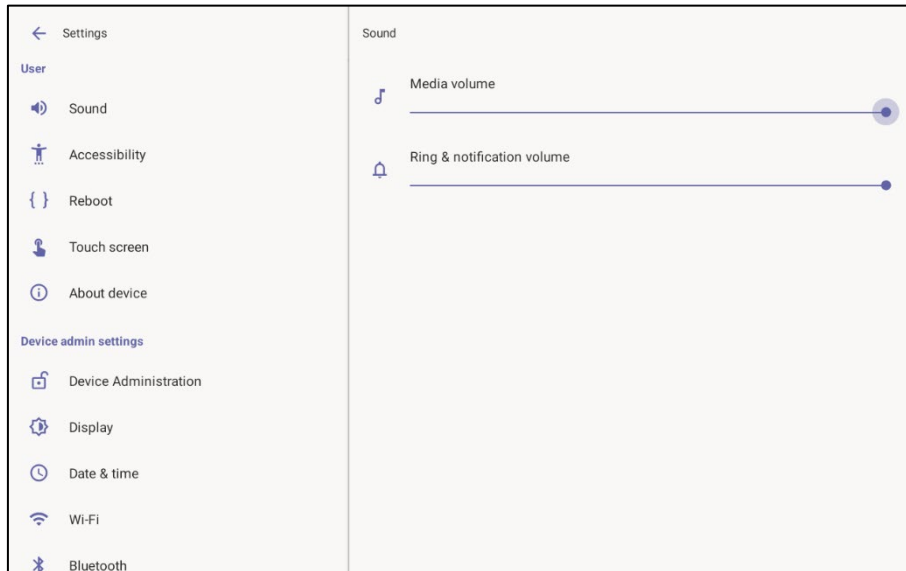 Settings
User
Sound
Accessibility
Reboot
Touch screen
About device
Device admin settings
Device Administration
Display
Date & time
Wi-Fi
Bluetooth
Sound
Media volume
Ring & notification volume